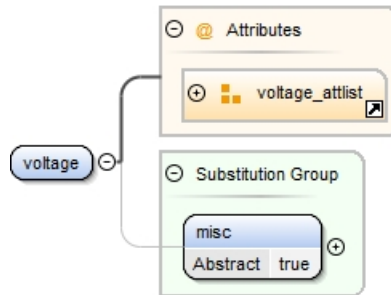 @ Attributes
voltage_attlist
voltage
Substitution Group
misc
Abstract true